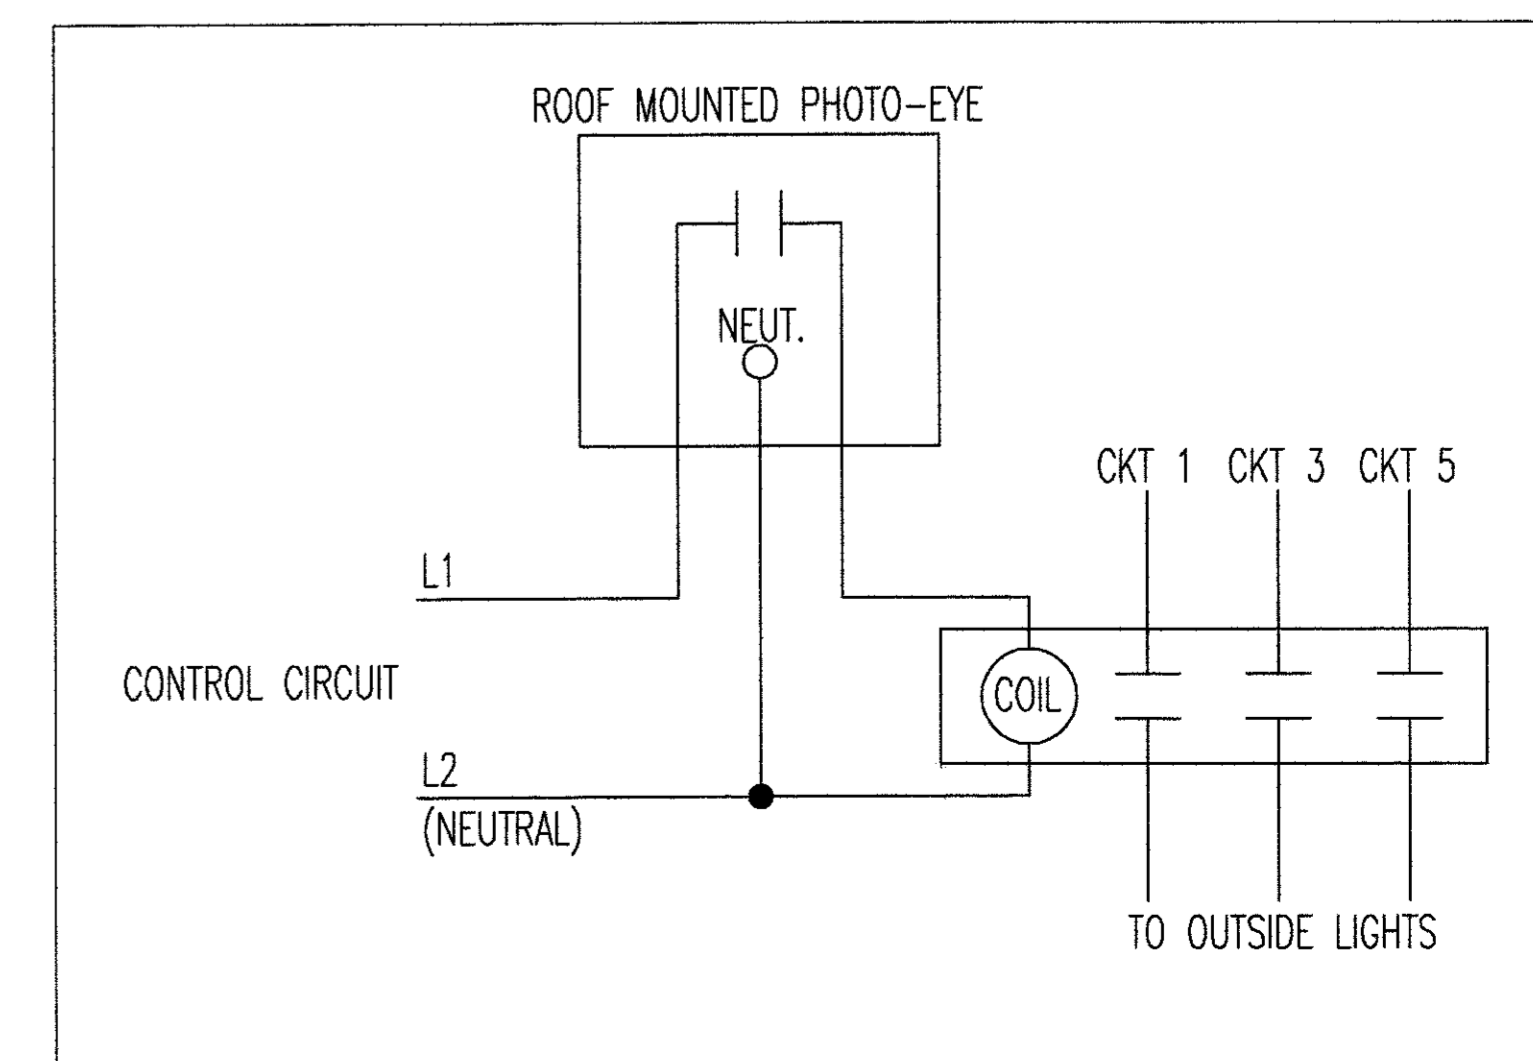 ROOF MOUNTED PHOTO-EYE
NEUT.
CKT 1 CKT 3 CKT 5
L1
CONTROL CIRCUIT
COIL
L2
(NEUTRAL)
TO OUTSIDE LIGHTS